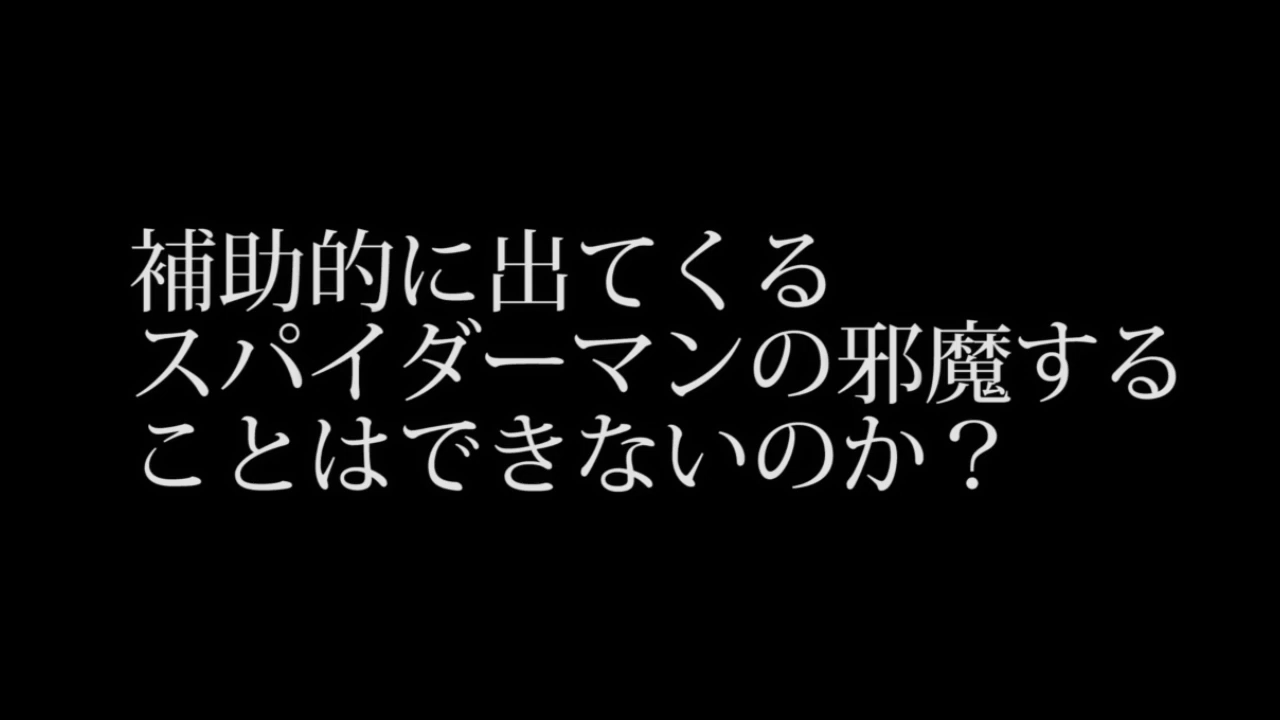 補助的に出てくる
スパイダーマンの邪魔する
ことはできないのか？